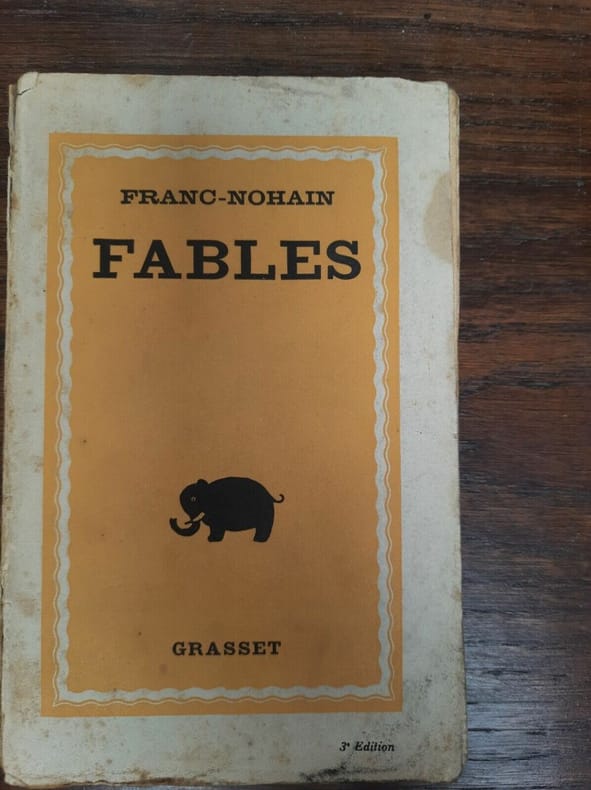 FRANC-NOHAIN
FABLES
GRASSET
3ᵉ Edition